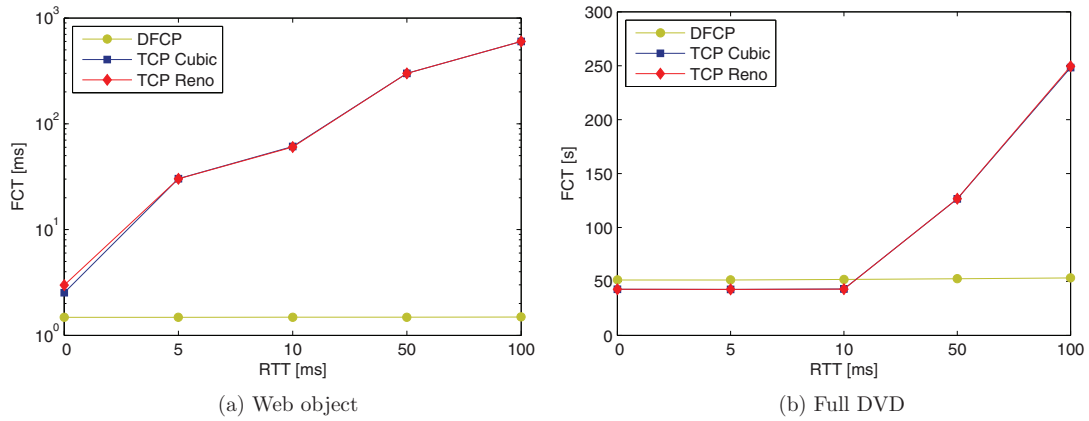 10^3
10^2
10^1
10^0
FCT [ms]
DFCP
TCP Cubic
TCP Reno
0 5 10 50 100
RTT [ms]
(a) Web object
300
250
200
150
100
50
0
FCT [s]
DFCP
TCP Cubic
TCP Reno
0 5 10 50 100
RTT [ms]
(b) Full DVD